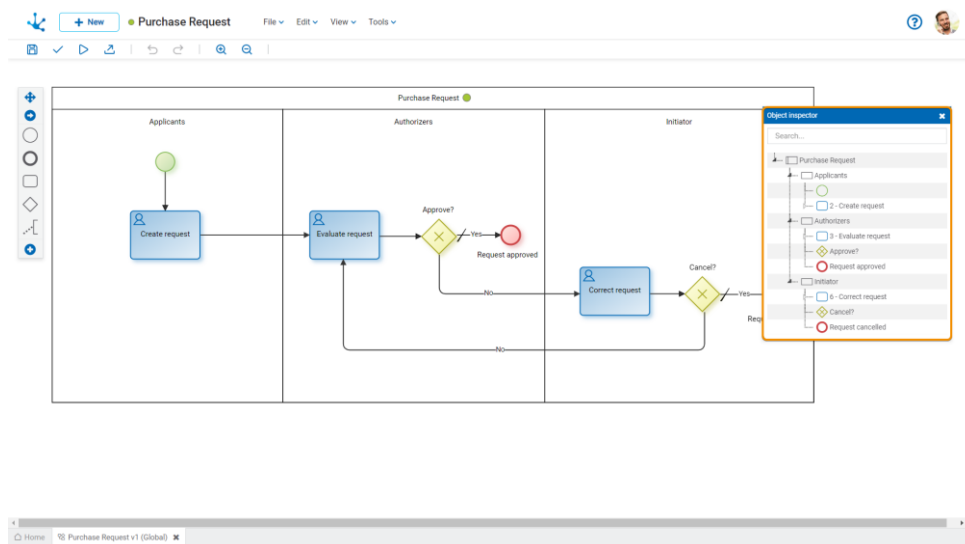 New
Purchase Request
File
Edit
View
Tools
Purchase Request
Applicants
Authorizers
Initiator
Create request
Evaluate request
Approve?
Yes
Request approved
No
Correct request
Cancel?
Yes
No
Object inspector
Search...
Purchase Request
Applicants
2 - Create request
Authorizers
3 - Evaluate request
Approve?
Request approved
Initiator
6 - Correct request
Cancel?
Request cancelled
Home
Purchase Request v1 (Global)